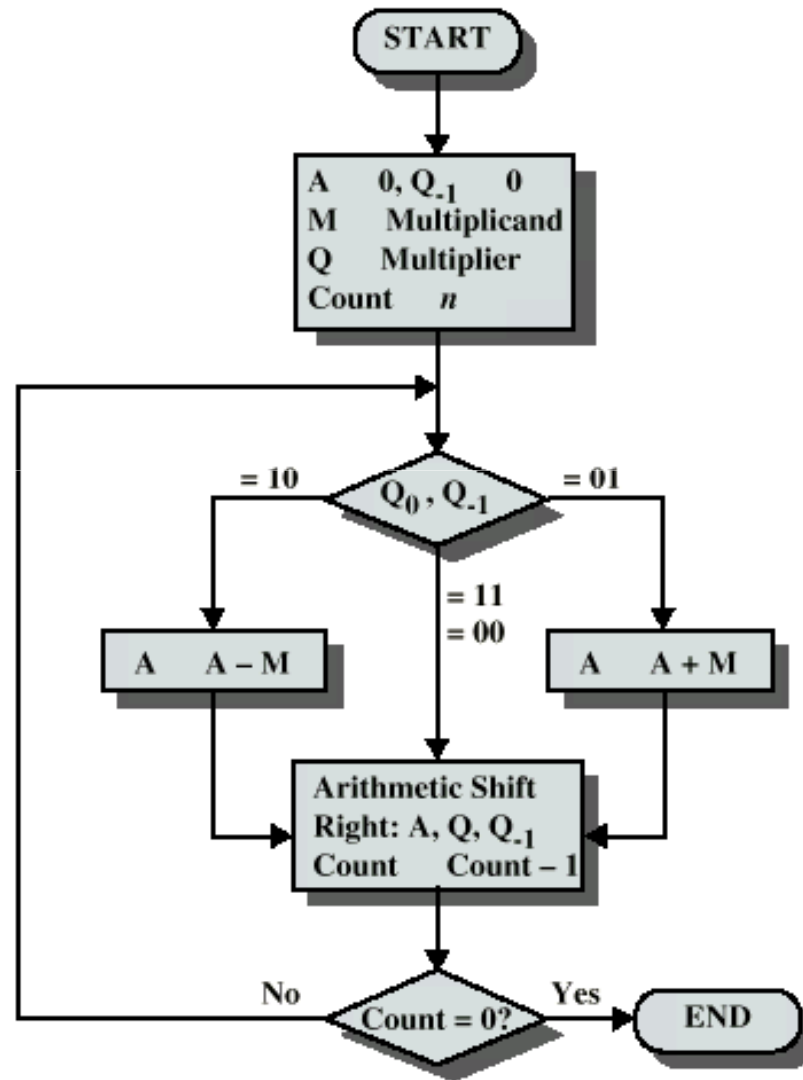 START
A 0, Q-1 0
M Multiplicand
Q Multiplier
Count n
= 10
Q0 , Q-1
= 01
= 11
= 00
A A – M
A A + M
Arithmetic Shift
Right: A, Q, Q-1
Count Count – 1
No
Count = 0?
Yes
END